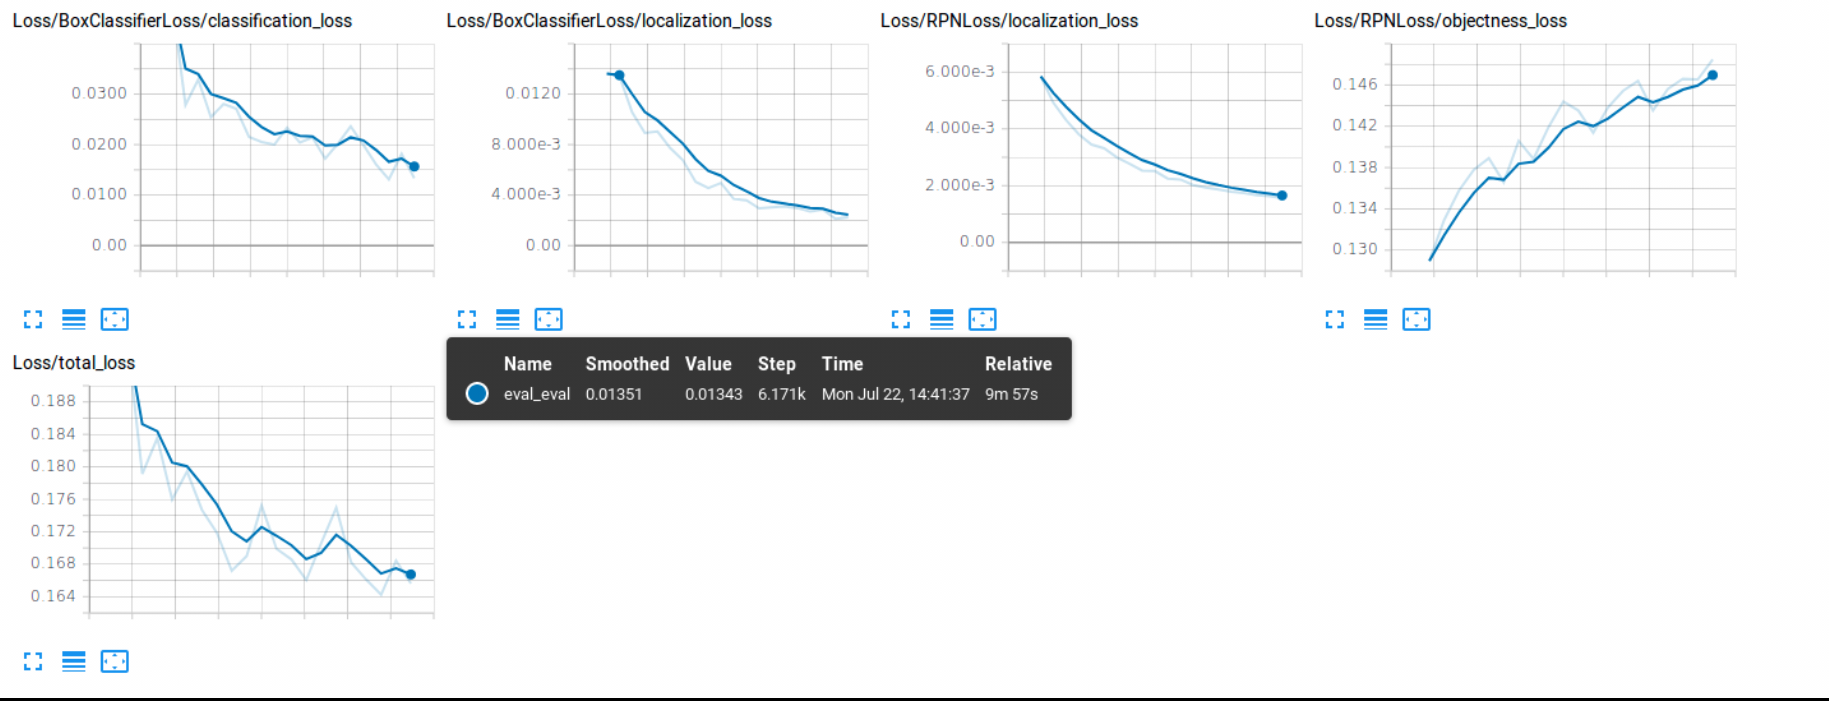 Loss/BoxClassifierLoss/classification_loss
0.0300
0.0200
0.0100
0.00
Loss/BoxClassifierLoss/localization_loss
0.0120
8.000e-3
4.000e-3
0.00
Loss/RPNLoss/localization_loss
6.000e-3
4.000e-3
2.000e-3
0.00
Loss/RPNLoss/objectness_loss
0.146
0.142
0.138
0.134
0.130
Loss/total_loss
0.188
0.184
0.180
0.176
0.172
0.168
0.164
Name Smoothed Value Step Time Relative
eval_eval 0.01351 0.01343 6.171k Mon Jul 22, 14:41:37 9m 57s